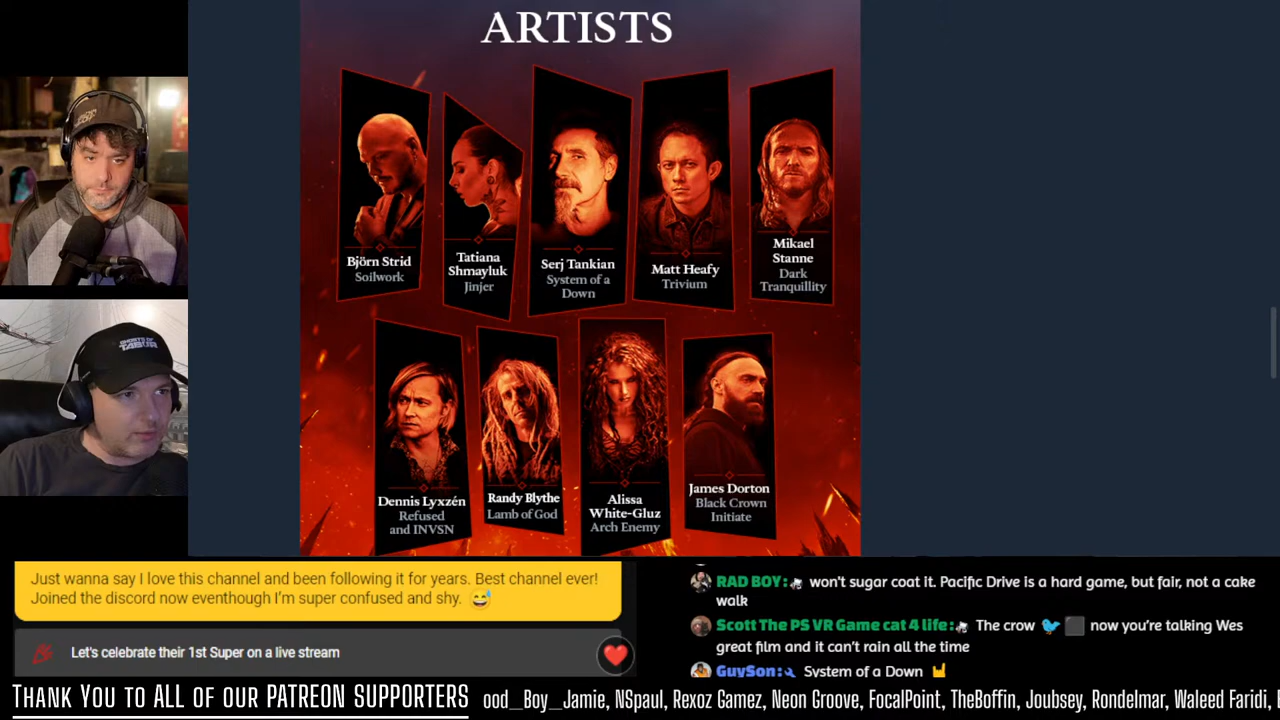 ARTISTS
Björn Strid
Soilwork
Tatiana
Shmayluk
Jinjer
Serj Tankian
System of a
Down
Matt Heafy
Trivium
Mikael
Stanne
Dark
Tranquillity
Dennis Lyxzén
Refused
and INVSN
Randy Blythe
Lamb of God
Alissa
White-Gluz
Arch Enemy
James Dorton
Black Crown
Initiate
GHOSTS OF
TABOR
Just wanna say I love this channel and been following it for years. Best channel ever!
Joined the discord now eventhough I'm super confused and shy. 😅
Let's celebrate their 1st Super on a live stream
RAD BOY: won't sugar coat it. Pacific Drive is a hard game, but fair, not a cake
walk
Scott The PS VR Game cat 4 life: The crow 🐦 ⬛ now you're talking Wes
great film and it can't rain all the time
GuySon: System of a Down 🤘
THANK YOU TO ALL OF OUR PATREON SUPPORTERS
ood_Boy_Jamie, NSpaul, Rexoz Gamez, Neon Groove, FocalPoint, TheBoffin, Joubsey, Rondelmar, Waleed Faridi,